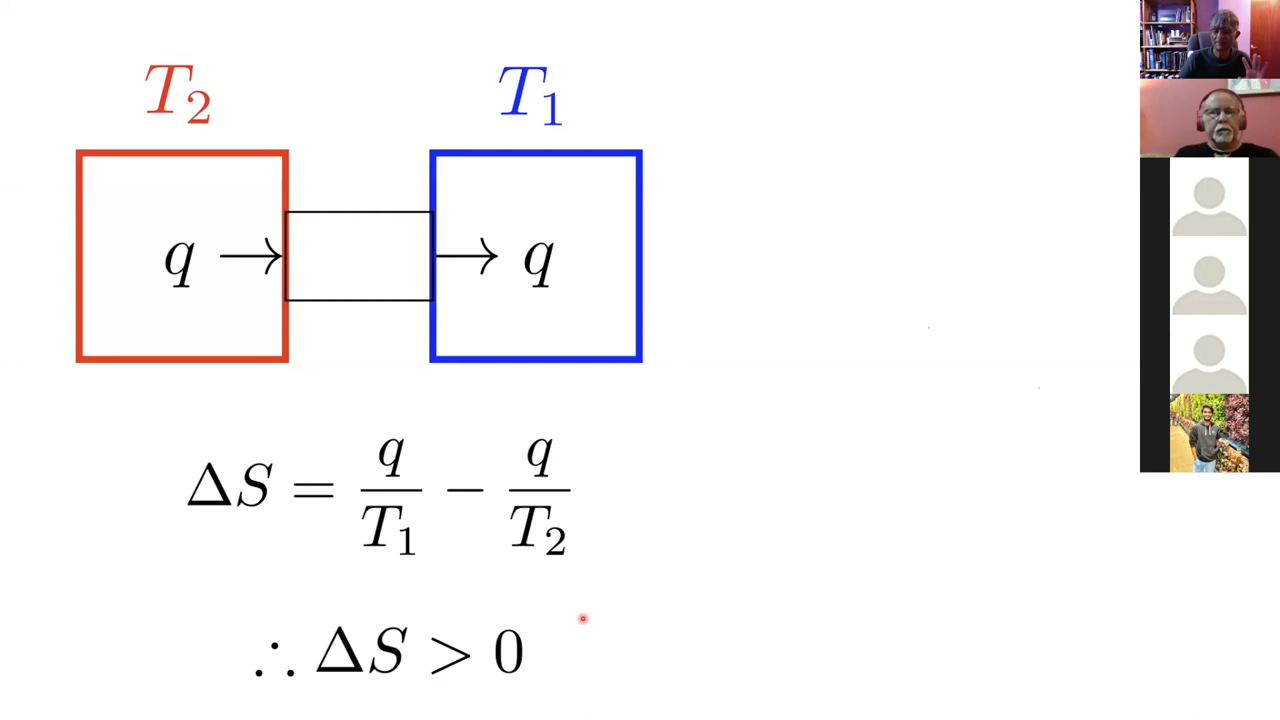 T₂ T₁
q → → q
ΔS = q/T₁ − q/T₂
∴ ΔS > 0